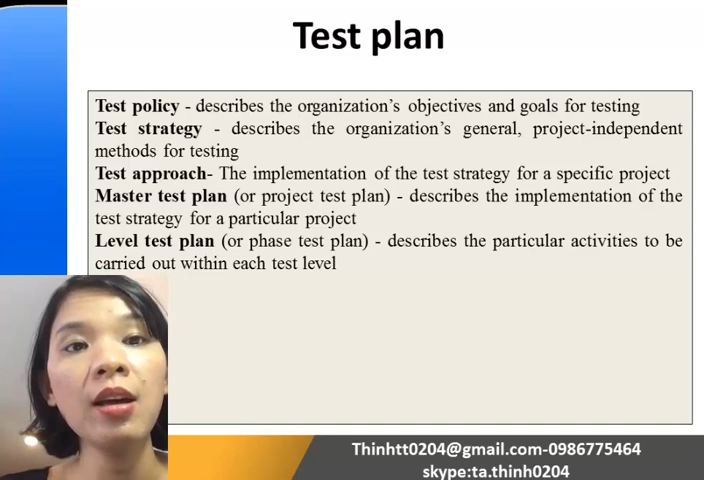 Test plan
Test policy - describes the organization's objectives and goals for testing
Test strategy - describes the organization's general, project-independent
methods for testing
Test approach- The implementation of the test strategy for a specific project
Master test plan (or project test plan) - describes the implementation of the
test strategy for a particular project
Level test plan (or phase test plan) - describes the particular activities to be
carried out within each test level
Thinhtt0204@gmail.com-0986775464
skype:ta.thinh0204